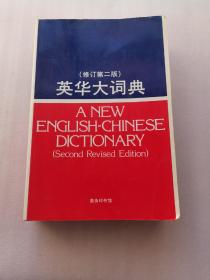 (修订第二版)
英华大词典
A NEW
ENGLISH-CHINESE
DICTIONARY
(Second Revised Edition)
商务印书馆